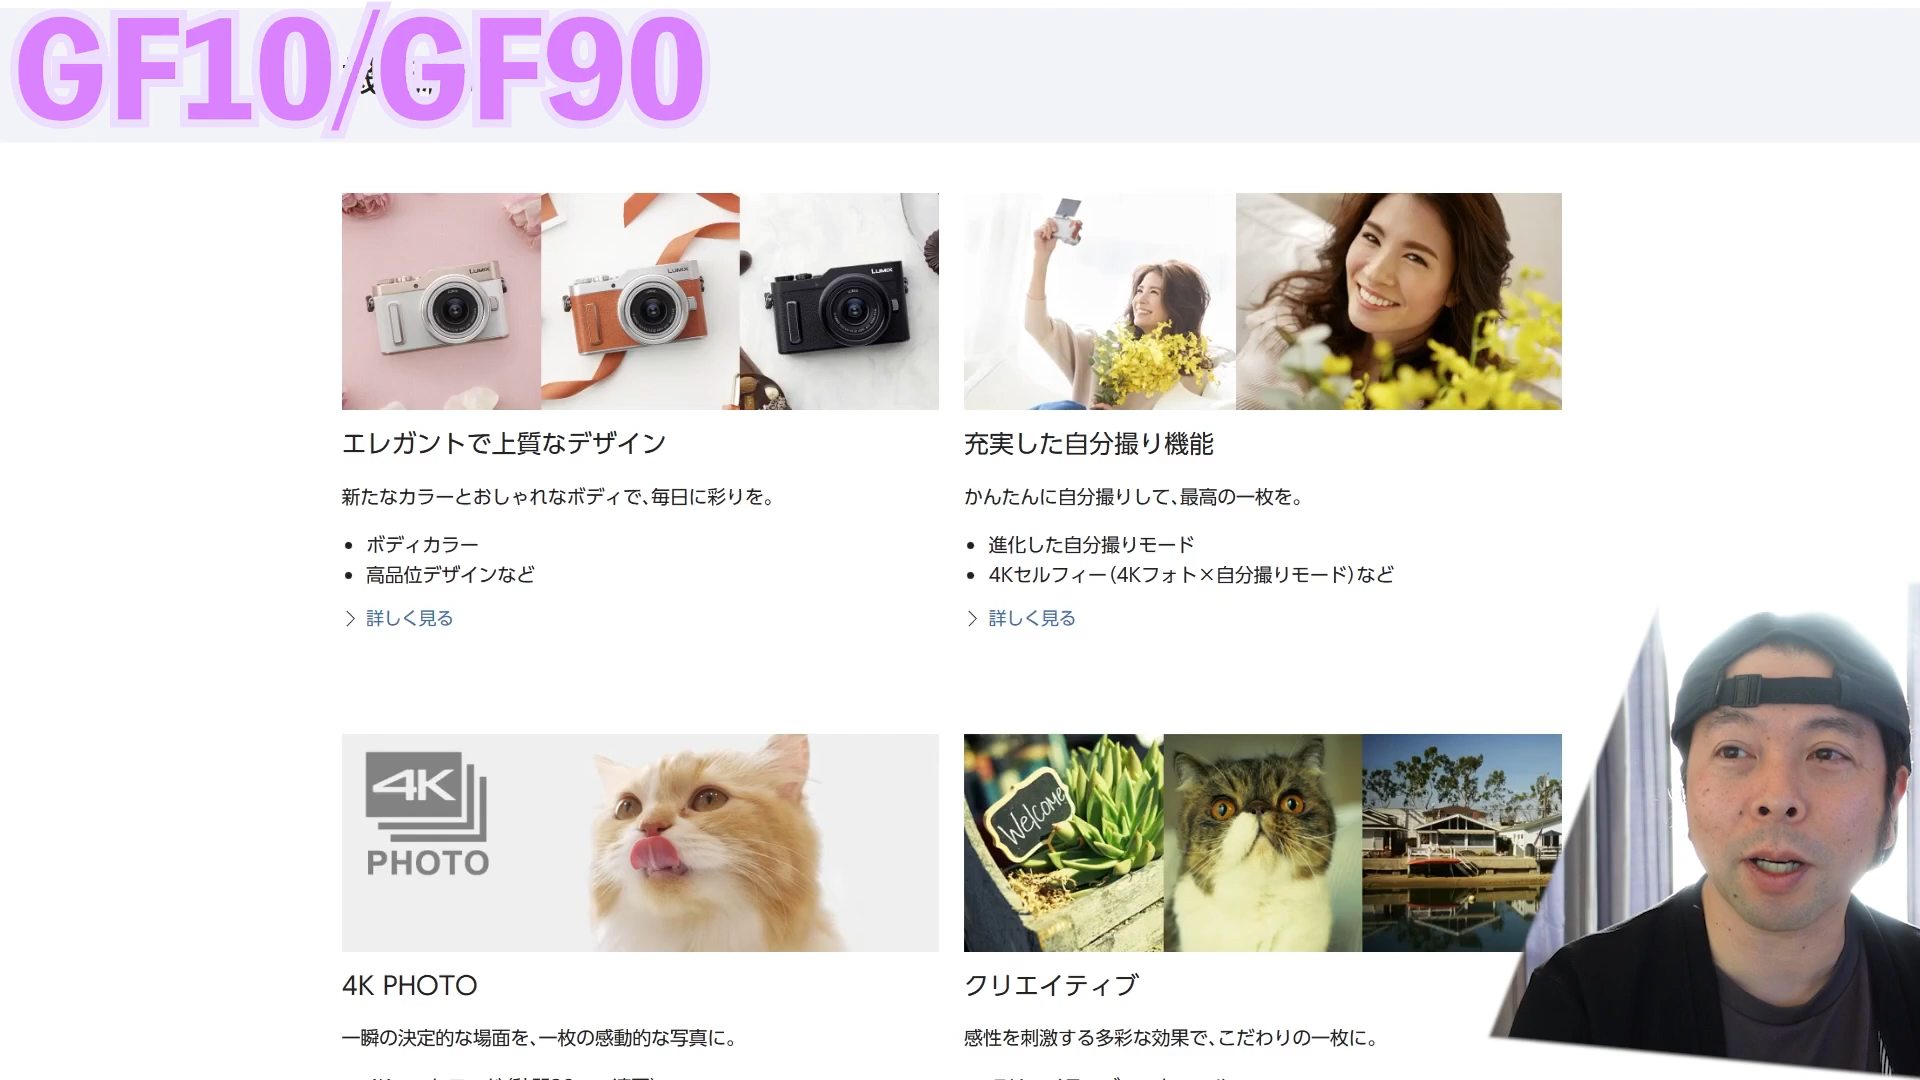 GF10/GF90
LUMIX
LUMIX
LUMIX
エレガントで上質なデザイン
新たなカラーとおしゃれなボディで、毎日に彩りを。
• ボディカラー
• 高品位デザインなど
詳しく見る
充実した自分撮り機能
かんたんに自分撮りして、最高の一枚を。
• 進化した自分撮りモード
• 4Kセルフィー(4Kフォト×自分撮りモード)など
詳しく見る
4K
PHOTO
4K PHOTO
一瞬の決定的な場面を、一枚の感動的な写真に。
Welcome
クリエイティブ
感性を刺激する多彩な効果で、こだわりの一枚に。